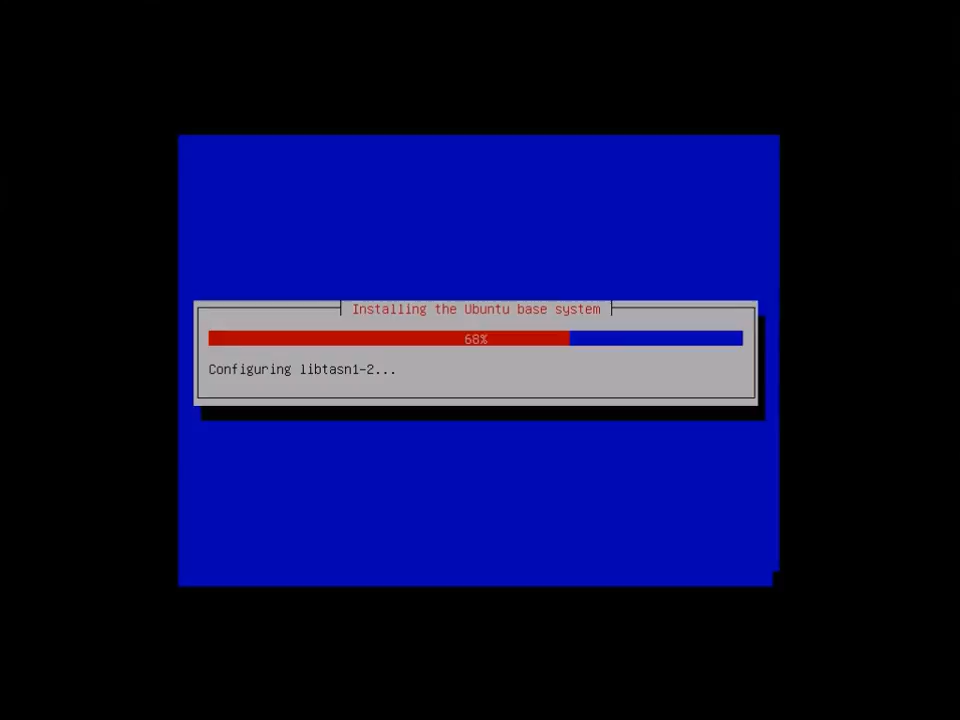 Installing the Ubuntu base system
68%
Configuring libtasn1-2...